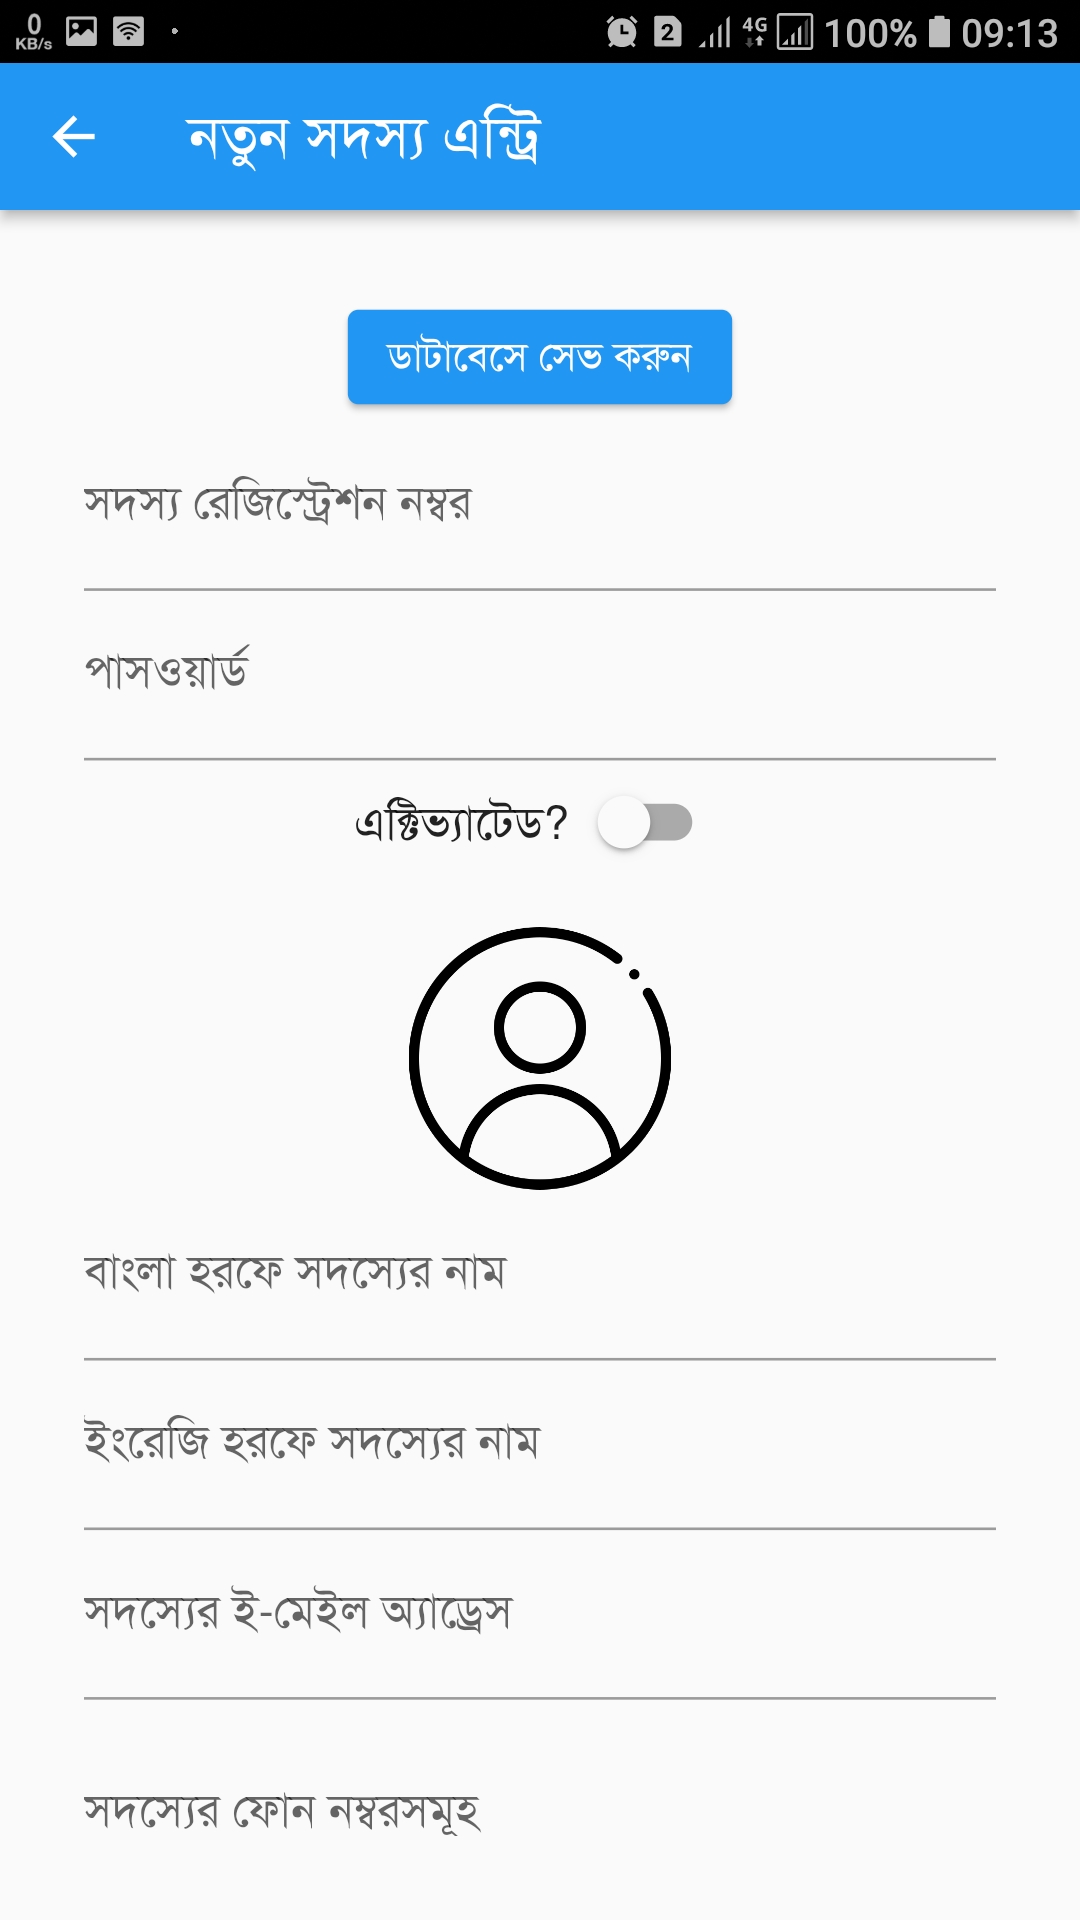 0 KB/s 2 4G 100% 09:13
নতুন সদস্য এন্ট্রি
ডাটাবেসে সেভ করুন
সদস্য রেজিস্ট্রেশন নম্বর
পাসওয়ার্ড
এক্টিভ্যাটেড?
বাংলা হরফে সদস্যের নাম
ইংরেজি হরফে সদস্যের নাম
সদস্যের ই-মেইল অ্যাড্রেস
সদস্যের ফোন নম্বরসমূহ